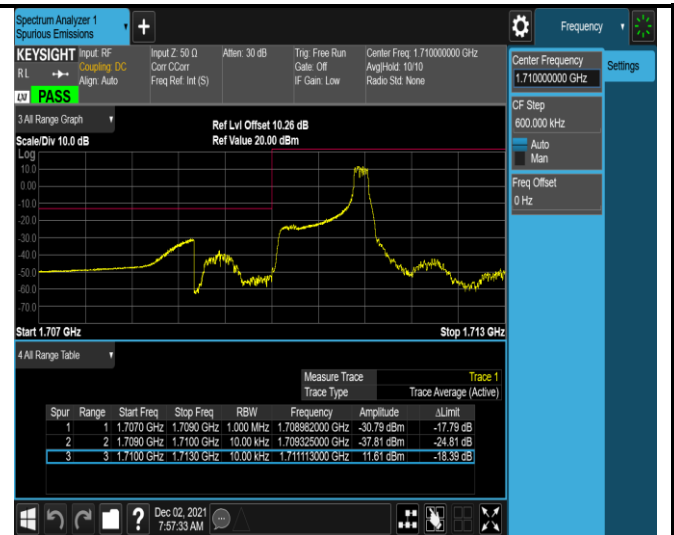 Spectrum Analyzer 1
Spurious Emissions
Frequency
KEYSIGHT Input: RF Input Z: 50 Ω Atten: 30 dB Trig: Free Run Center Freq: 1.710000000 GHz
R L Coupling: DC Corr CCorr Gate: Off Avg|Hold: 10/10
Align: Auto Freq Ref: Int (S) IF Gain: Low Radio Std: None
LXI PASS
Center Frequency
1.710000000 GHz
Settings
CF Step
600.000 kHz
Auto
Man
Freq Offset
0 Hz
3 All Range Graph
Ref Lvl Offset 10.26 dB
Scale/Div 10.0 dB Ref Value 20.00 dBm
Log
10.0
0.00
-10.0
-20.0
-30.0
-40.0
-50.0
-60.0
-70.0
Start 1.707 GHz Stop 1.713 GHz
4 All Range Table
Measure Trace Trace 1
Trace Type Trace Average (Active)
Spur Range Start Freq Stop Freq RBW Frequency Amplitude ΔLimit
1 1 1.7070 GHz 1.7090 GHz 1.000 MHz 1.708982000 GHz -30.79 dBm -17.79 dB
2 2 1.7090 GHz 1.7100 GHz 10.00 kHz 1.709325000 GHz -37.81 dBm -24.81 dB
3 3 1.7100 GHz 1.7130 GHz 10.00 kHz 1.711113000 GHz 11.61 dBm -18.39 dB
? Dec 02, 2021
7:57:33 AM